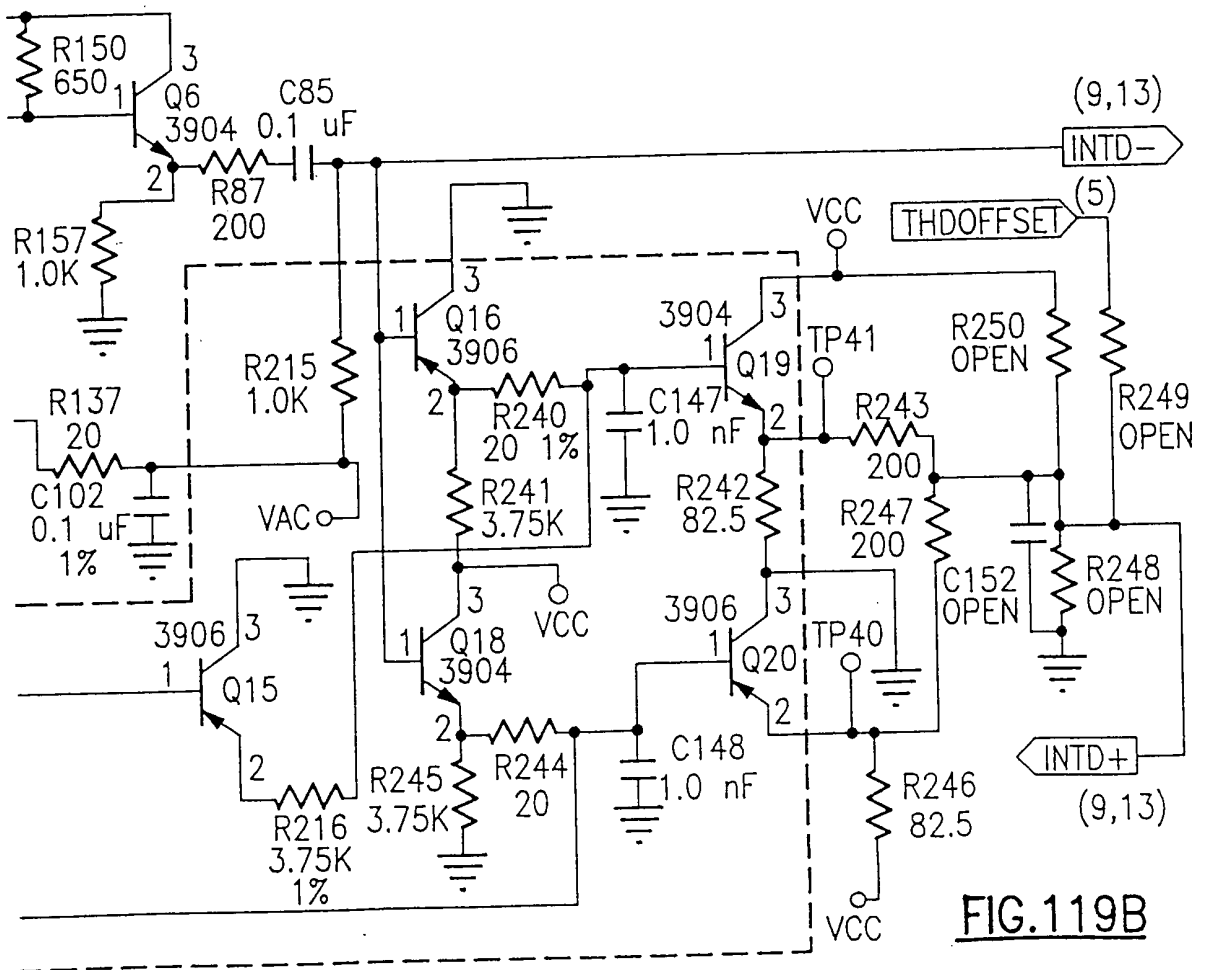 R150
650
3
1
Q6
3904
2
C85
0.1 uF
R87
200
R157
1.0K
(9,13)
INTD-
(5)
THDOFFSET
VCC
3
1
Q16
3906
2
R215
1.0K
R240
20 1%
C147
1.0 nF
3904
3
1
Q19
2
TP41
R243
200
R250
OPEN
R249
OPEN
R137
20
C102
0.1 uF
1%
VAC
R241
3.75K
R242
82.5
R247
200
C152
OPEN
R248
OPEN
VCC
3906
3
1
Q15
2
R216
3.75K
1%
3
1
Q18
3904
2
R245
3.75K
R244
20
C148
1.0 nF
3906
3
1
Q20
2
TP40
R246
82.5
VCC
INTD+
(9,13)
FIG.119B